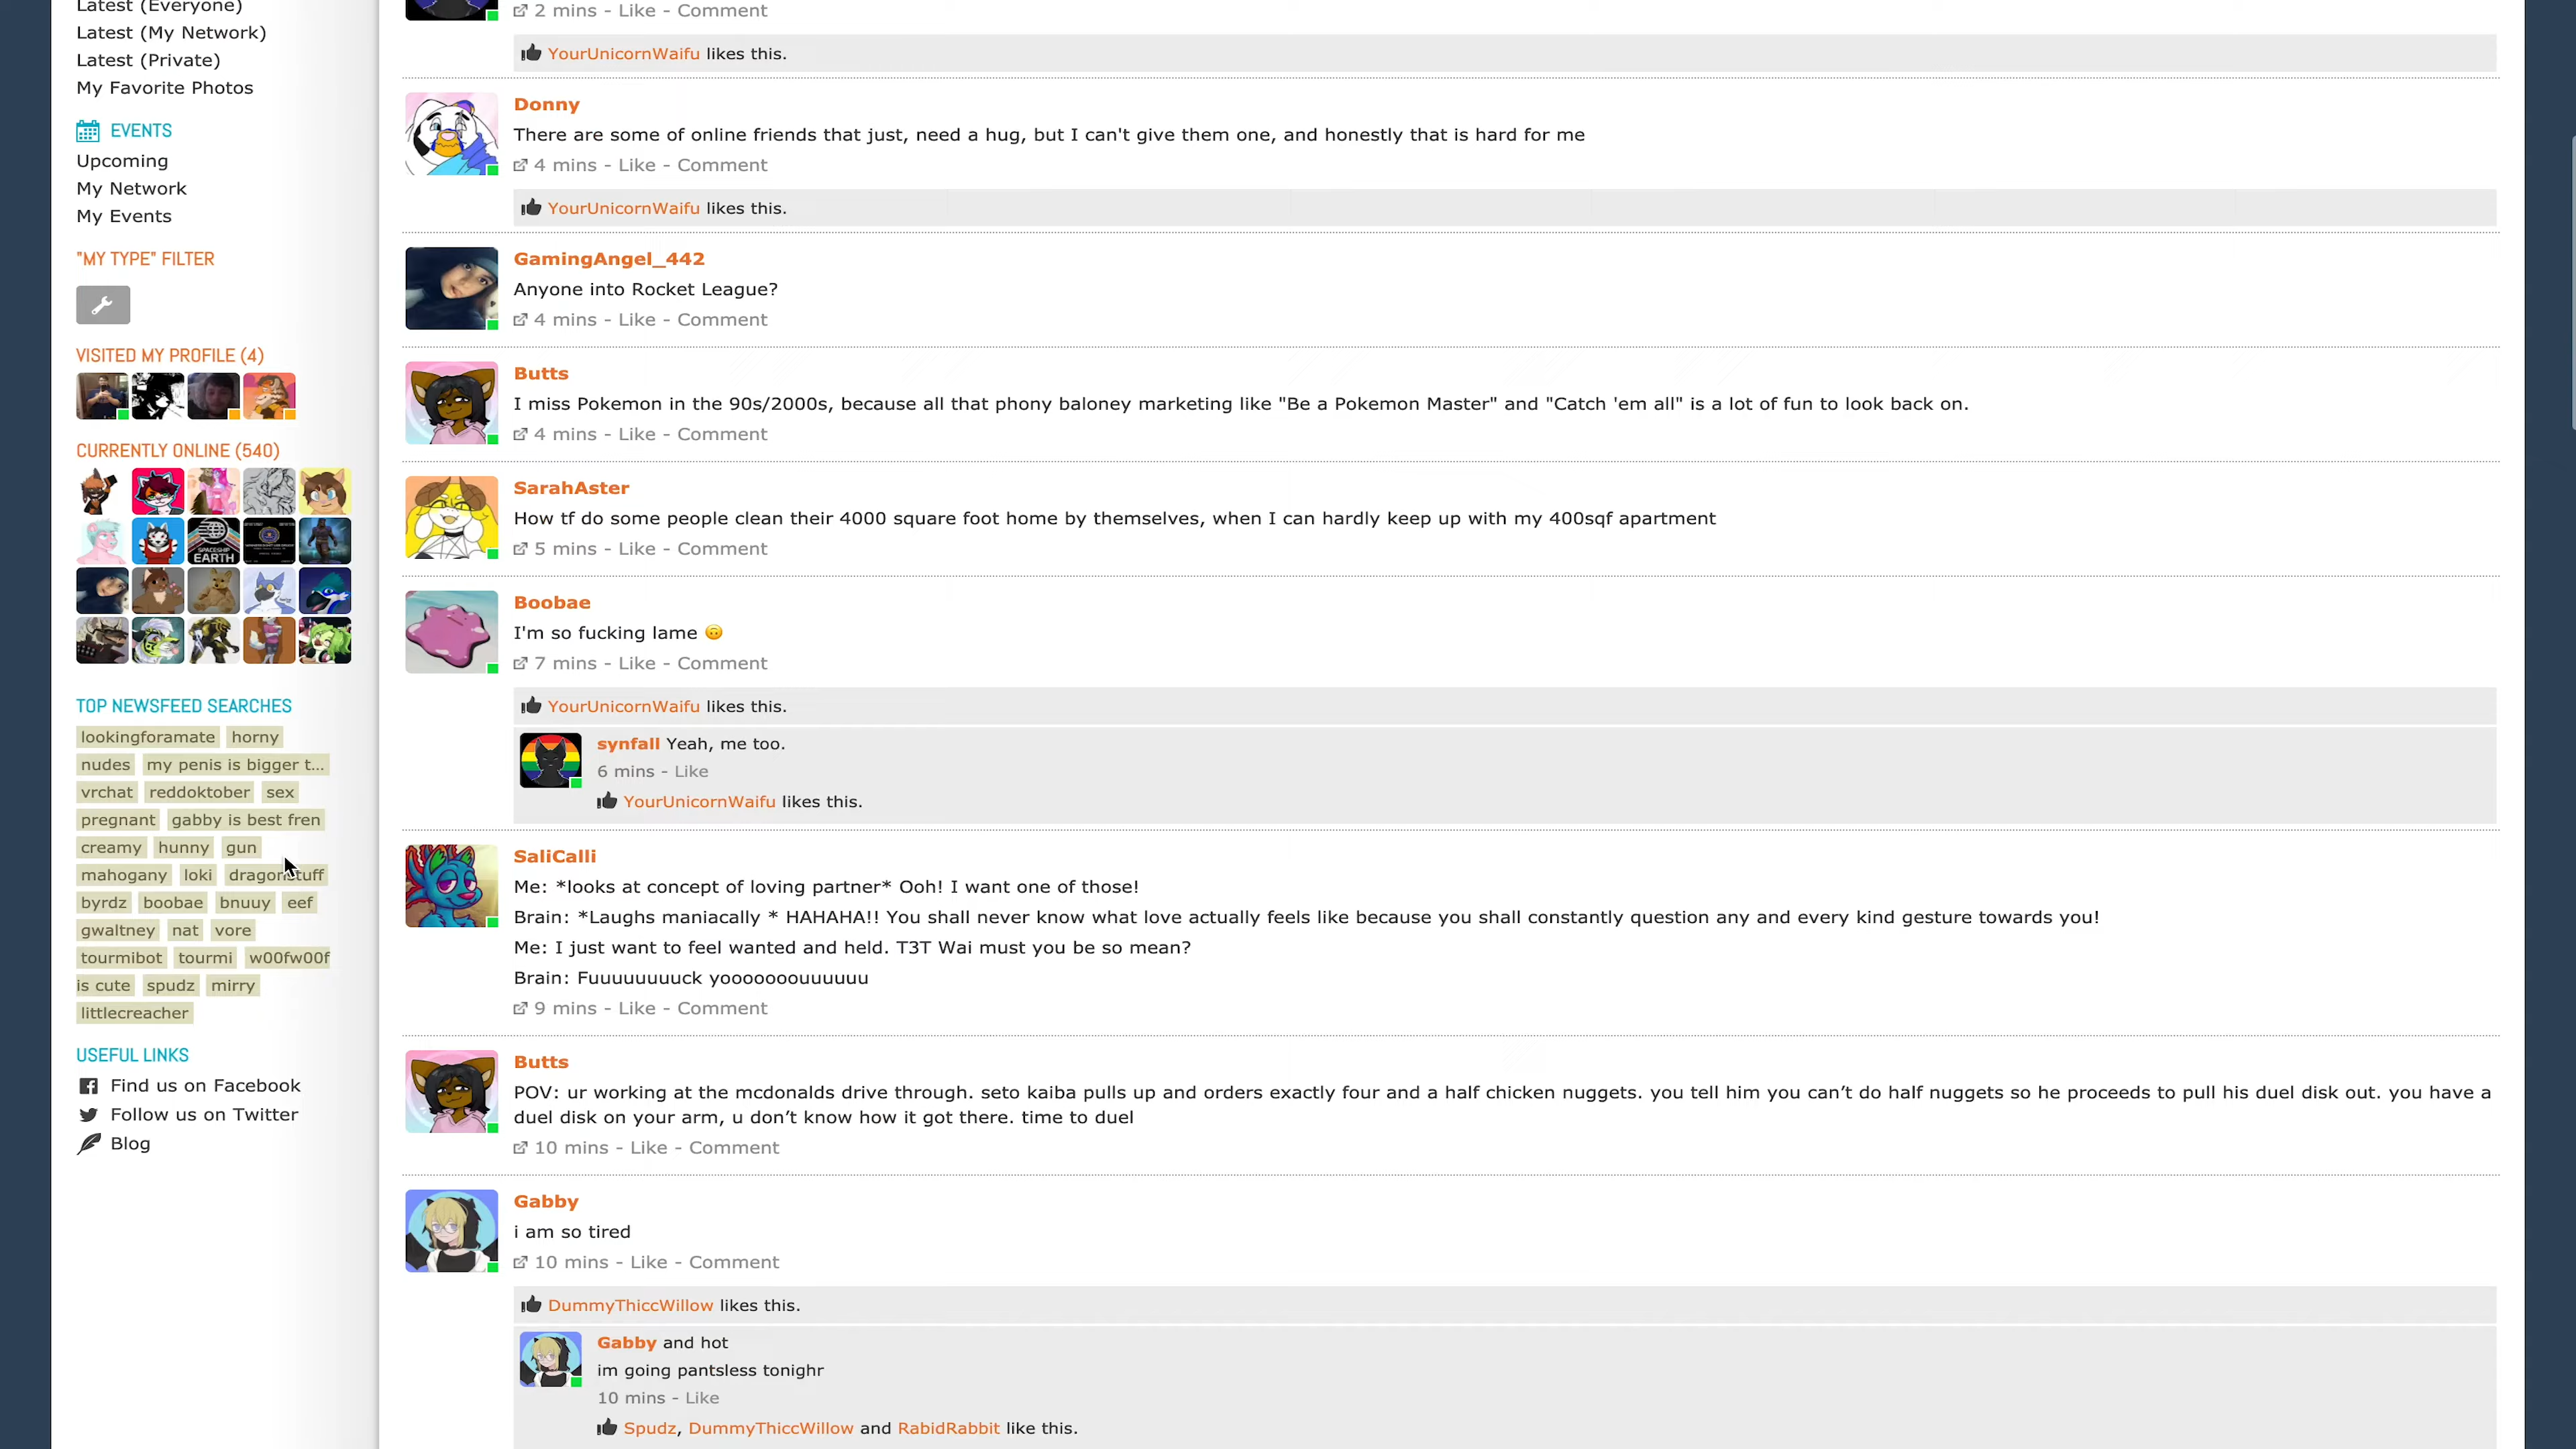 Latest (Everyone)
Latest (My Network)
Latest (Private)
My Favorite Photos
EVENTS
Upcoming
My Network
My Events
"MY TYPE" FILTER
VISITED MY PROFILE (4)
CURRENTLY ONLINE (540)
SPACESHIP
EARTH
TOP NEWSFEED SEARCHES
lookingforamate horny
nudes my penis is bigger t...
vrchat reddoktober sex
pregnant gabby is best fren
creamy hunny gun
mahogany loki dragonstuff
byrdz boobae bnuuy eef
gwaltney nat vore
tourmibot tourmi w00fw00f
is cute spudz mirry
littlecreacher
USEFUL LINKS
Find us on Facebook
Follow us on Twitter
Blog
2 mins - Like - Comment
YourUnicornWaifu likes this.
Donny
There are some of online friends that just, need a hug, but I can't give them one, and honestly that is hard for me
4 mins - Like - Comment
YourUnicornWaifu likes this.
GamingAngel_442
Anyone into Rocket League?
4 mins - Like - Comment
Butts
I miss Pokemon in the 90s/2000s, because all that phony baloney marketing like "Be a Pokemon Master" and "Catch 'em all" is a lot of fun to look back on.
4 mins - Like - Comment
SarahAster
How tf do some people clean their 4000 square foot home by themselves, when I can hardly keep up with my 400sqf apartment
5 mins - Like - Comment
Boobae
I'm so fucking lame 🙃
7 mins - Like - Comment
YourUnicornWaifu likes this.
synfall Yeah, me too.
6 mins - Like
YourUnicornWaifu likes this.
SaliCalli
Me: *looks at concept of loving partner* Ooh! I want one of those!
Brain: *Laughs maniacally * HAHAHA!! You shall never know what love actually feels like because you shall constantly question any and every kind gesture towards you!
Me: I just want to feel wanted and held. T3T Wai must you be so mean?
Brain: Fuuuuuuuuck yooooooouuuuuu
9 mins - Like - Comment
Butts
POV: ur working at the mcdonalds drive through. seto kaiba pulls up and orders exactly four and a half chicken nuggets. you tell him you can’t do half nuggets so he proceeds to pull his duel disk out. you have a
duel disk on your arm, u don’t know how it got there. time to duel
10 mins - Like - Comment
Gabby
i am so tired
10 mins - Like - Comment
DummyThiccWillow likes this.
Gabby and hot
im going pantsless tonighr
10 mins - Like
Spudz, DummyThiccWillow and RabidRabbit like this.